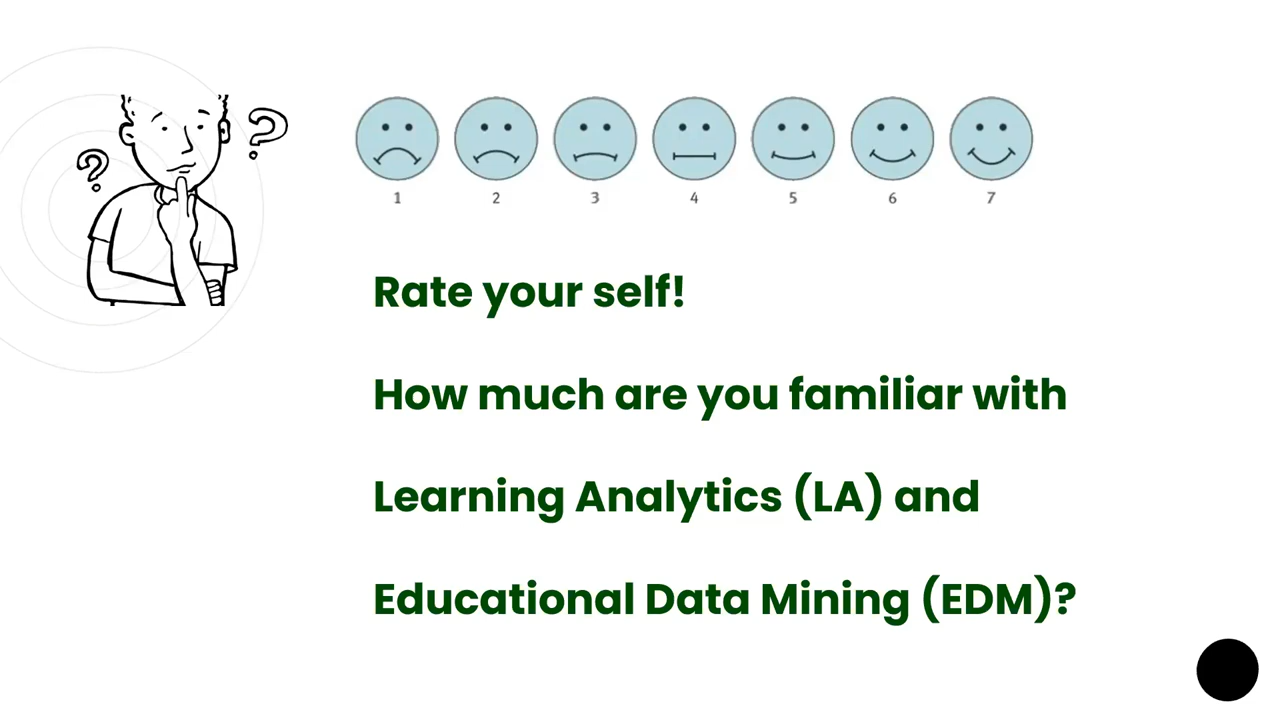 ? ?
1 2 3 4 5 6 7
Rate your self!
How much are you familiar with
Learning Analytics (LA) and
Educational Data Mining (EDM)?